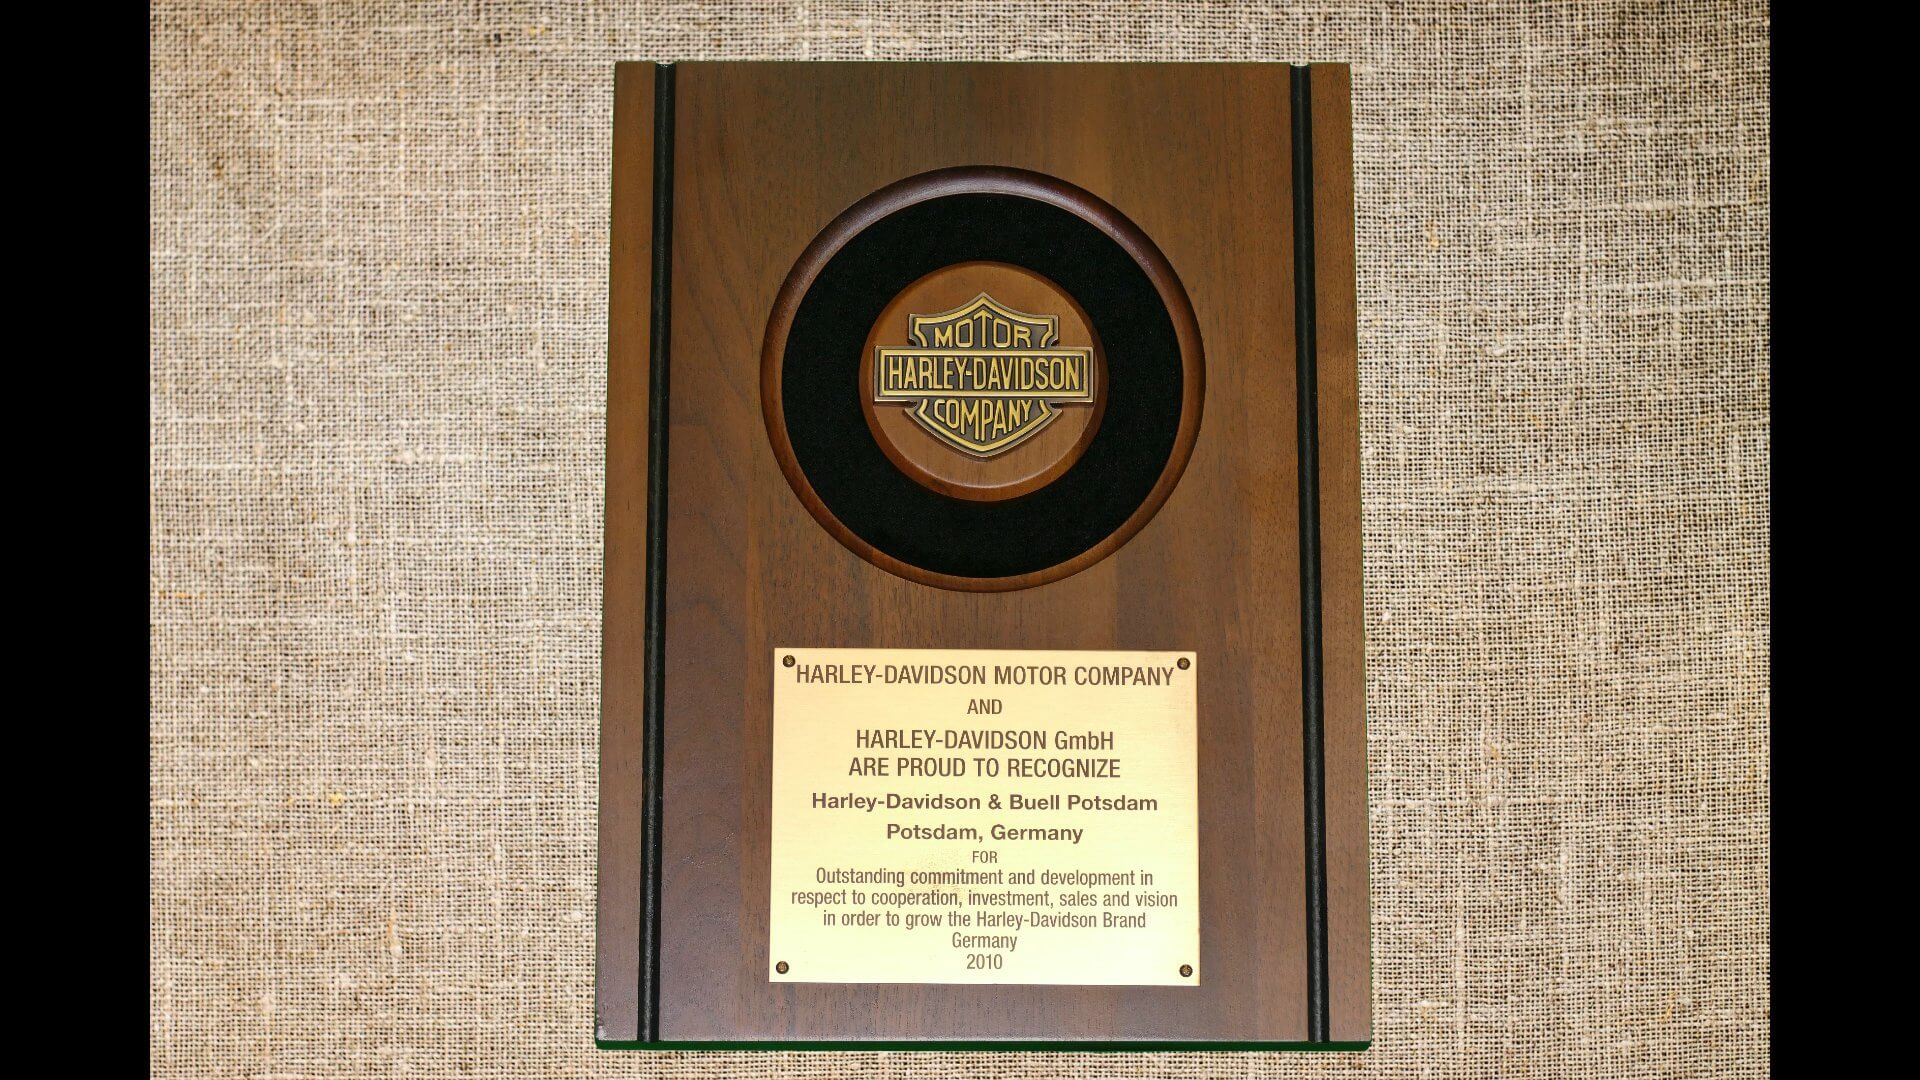 MOTOR
HARLEY-DAVIDSON
COMPANY
HARLEY-DAVIDSON MOTOR COMPANY
AND
HARLEY-DAVIDSON GmbH
ARE PROUD TO RECOGNIZE
Harley-Davidson & Buell Potsdam
Potsdam, Germany
FOR
Outstanding commitment and development in
respect to cooperation, investment, sales and vision
in order to grow the Harley-Davidson Brand
Germany
2010